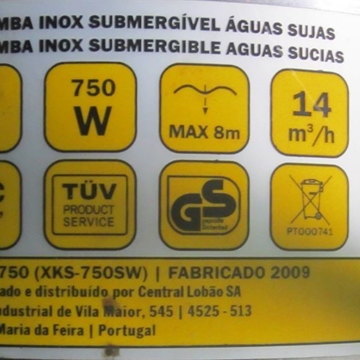 MBA INOX SUBMERGÍVEL ÁGUAS SUJAS
MBA INOX SUBMERGIBLE AGUAS SUCIAS
750
W
MAX 8m
14
m³/h
TÜV
PRODUCT
SERVICE
GS
geprüfte
Sicherheit
PT000741
750 (XKS-750SW) | FABRICADO 2009
ado e distribuído por Central Lobão SA
ndustrial de Vila Maior, 545 | 4525 - 513
Maria da Feira | Portugal